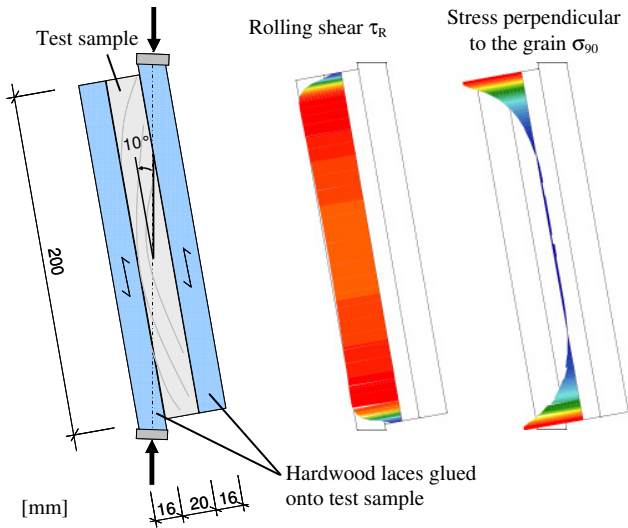 Test sample
Rolling shear τR
Stress perpendicular
to the grain σ90
10°
200
Hardwood laces glued
onto test sample
[mm]
16 20 16